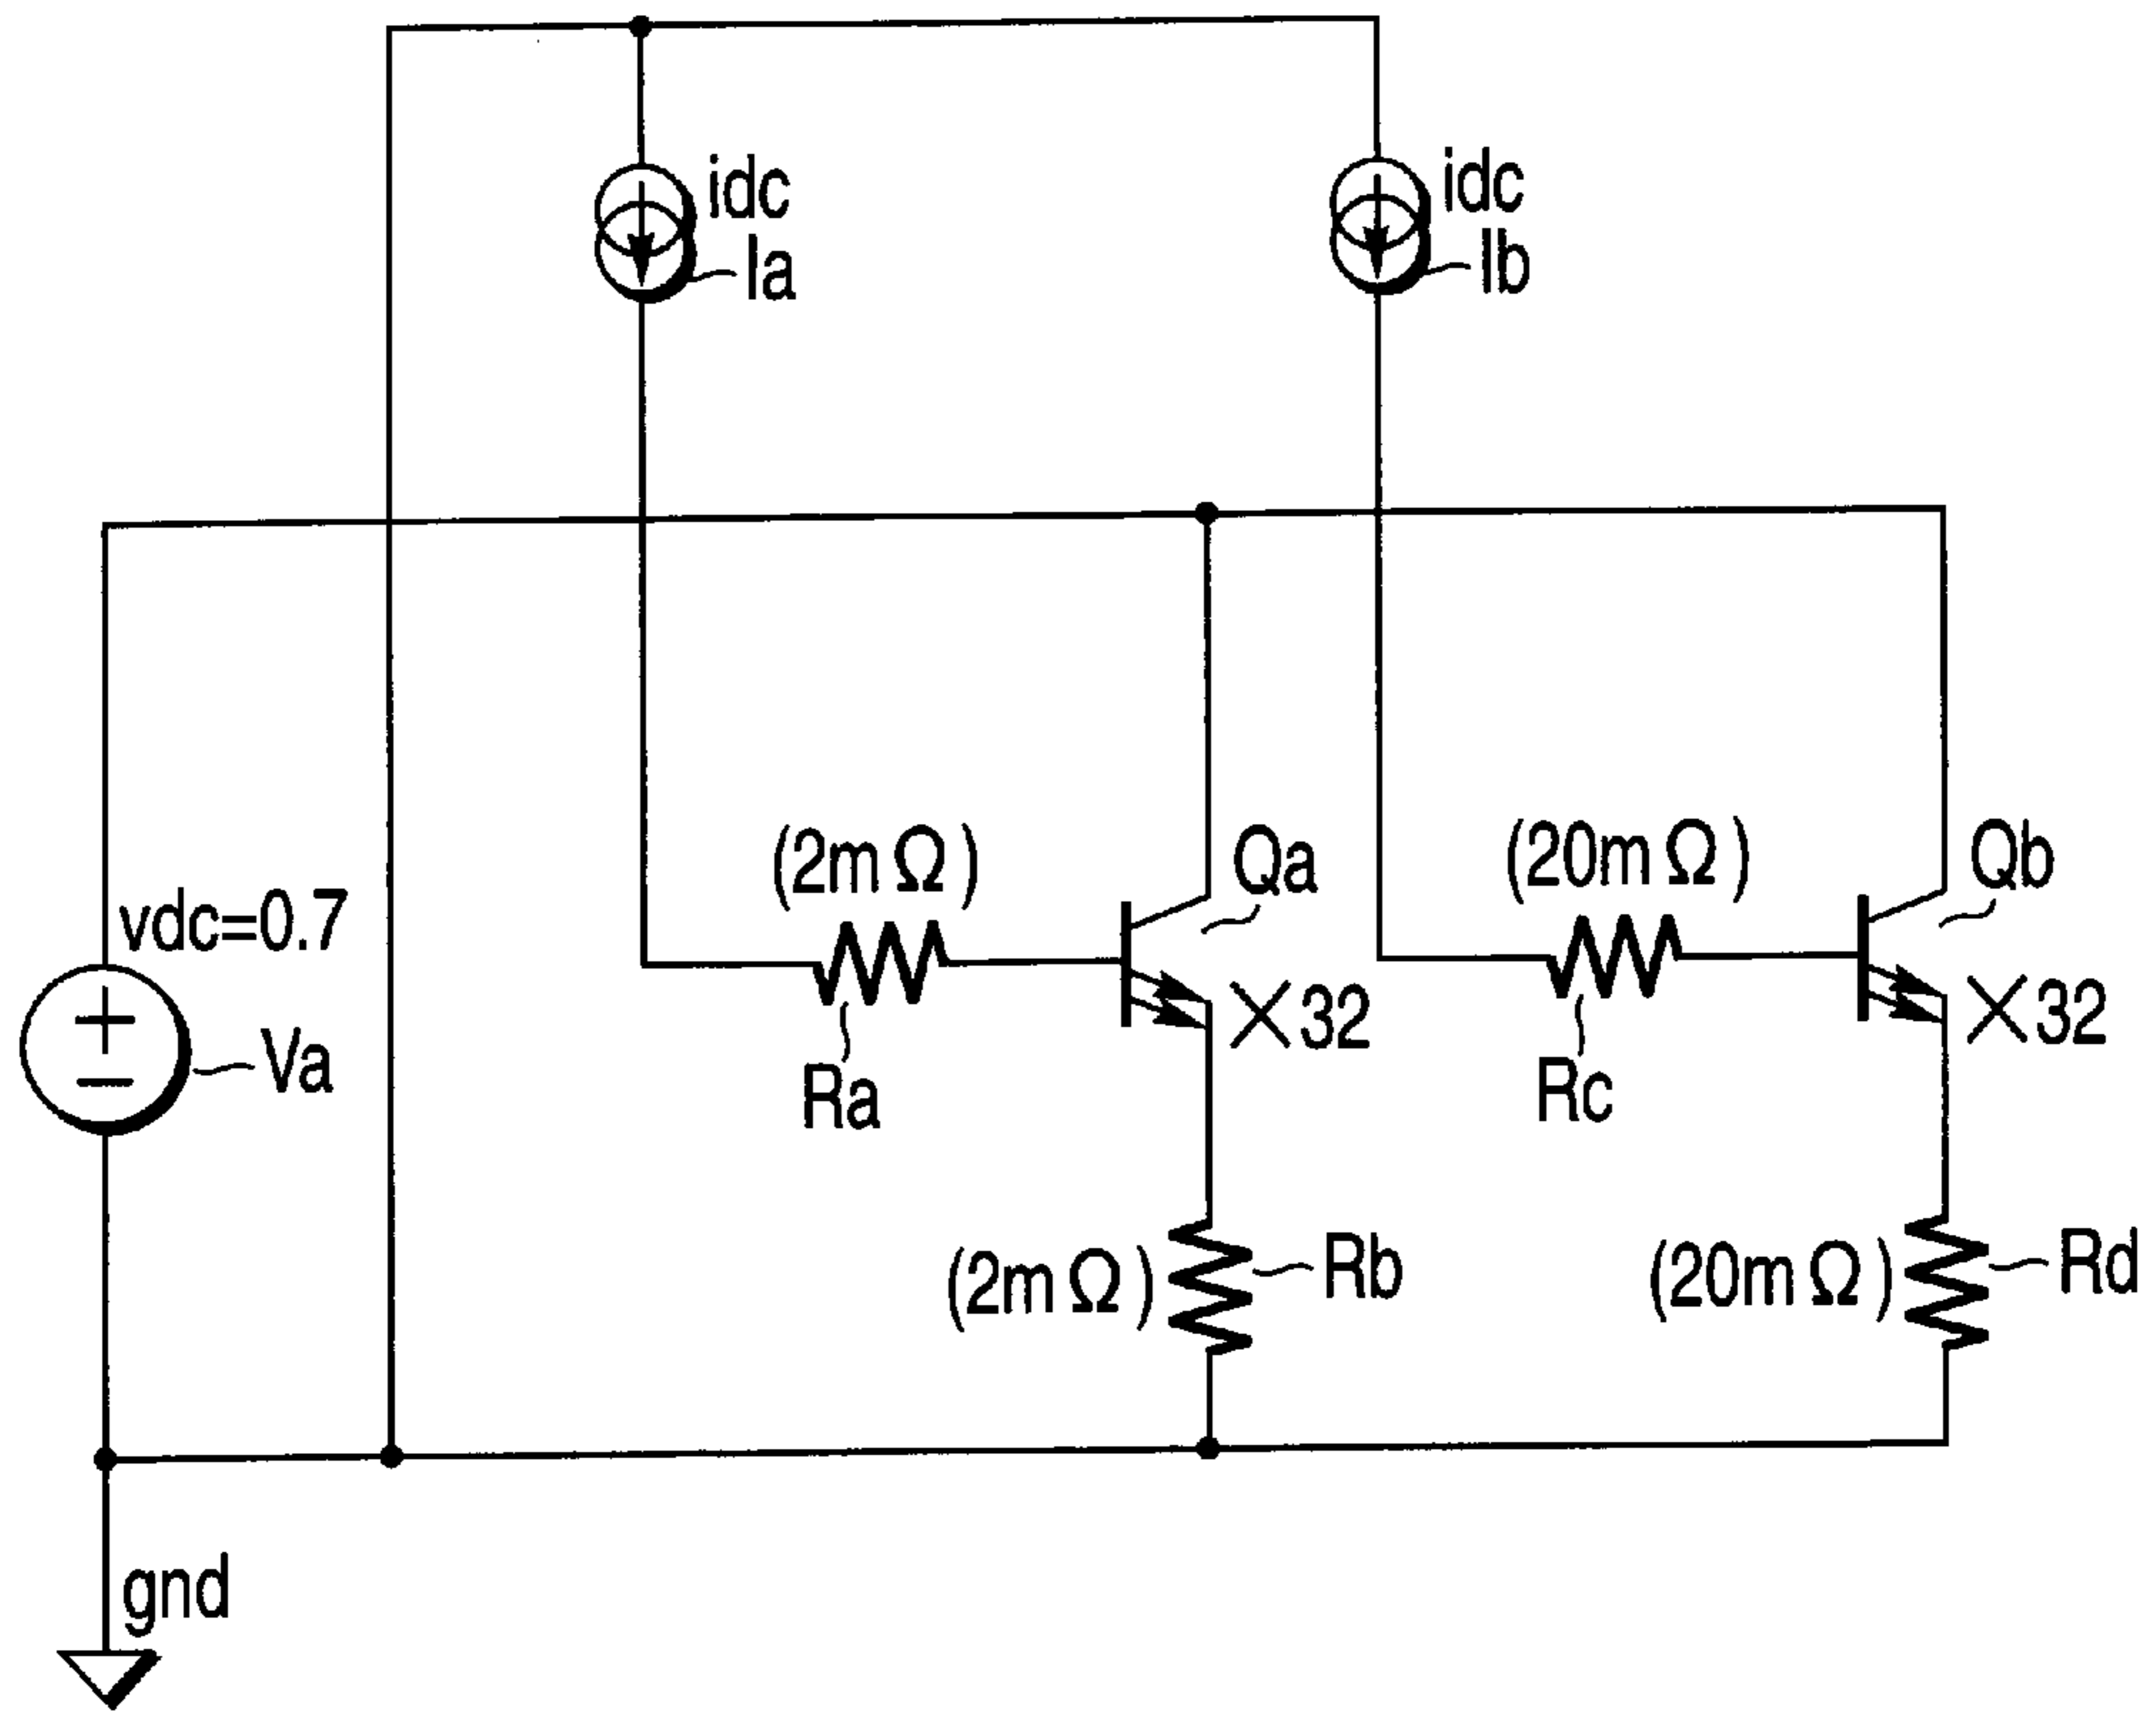 idc
Ia
idc
Ib
(2mΩ)
Qa
(20mΩ)
Qb
vdc=0.7
+
−
Va
×32
×32
Ra
Rc
(2mΩ)
Rb
(20mΩ)
Rd
gnd